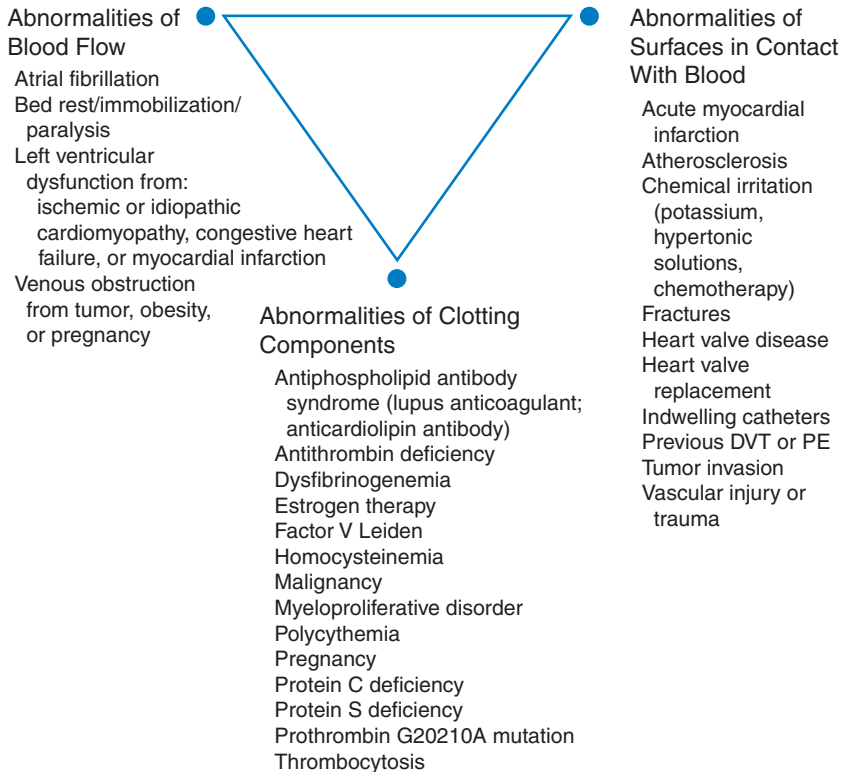 Abnormalities of
Blood Flow
Atrial fibrillation
Bed rest/immobilization/
paralysis
Left ventricular
dysfunction from:
ischemic or idiopathic
cardiomyopathy, congestive heart
failure, or myocardial infarction
Venous obstruction
from tumor, obesity,
or pregnancy
Abnormalities of Clotting
Components
Antiphospholipid antibody
syndrome (lupus anticoagulant;
anticardiolipin antibody)
Antithrombin deficiency
Dysfibrinogenemia
Estrogen therapy
Factor V Leiden
Homocysteinemia
Malignancy
Myeloproliferative disorder
Polycythemia
Pregnancy
Protein C deficiency
Protein S deficiency
Prothrombin G20210A mutation
Thrombocytosis
Abnormalities of
Surfaces in Contact
With Blood
Acute myocardial
infarction
Atherosclerosis
Chemical irritation
(potassium,
hypertonic
solutions,
chemotherapy)
Fractures
Heart valve disease
Heart valve
replacement
Indwelling catheters
Previous DVT or PE
Tumor invasion
Vascular injury or
trauma